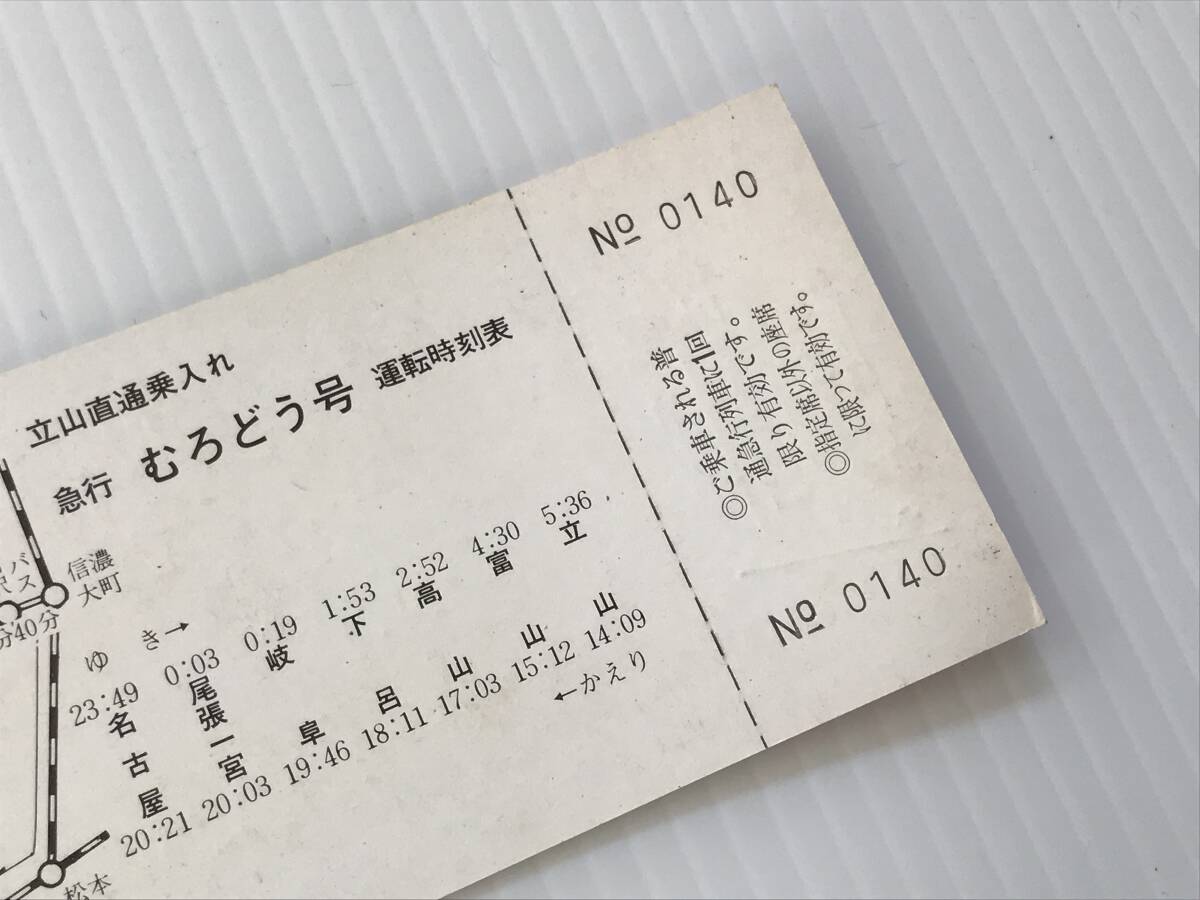 立山直通乗入れ
急行 むろどう号 運転時刻表
ゆき→
23:49 0:03 0:19 1:53 2:52 4:30 5:36
名古屋 尾張一宮 岐阜 下呂 高山 富山 立山
20:21 20:03 19:46 18:11 17:03 15:12 14:09
←かえり
バス
信濃大町
40分
松本
No 0140
◎ご乗車される普
通急行列車に1回
限り有効です。
◎指定席以外の座席
に限って有効です。
No 0140